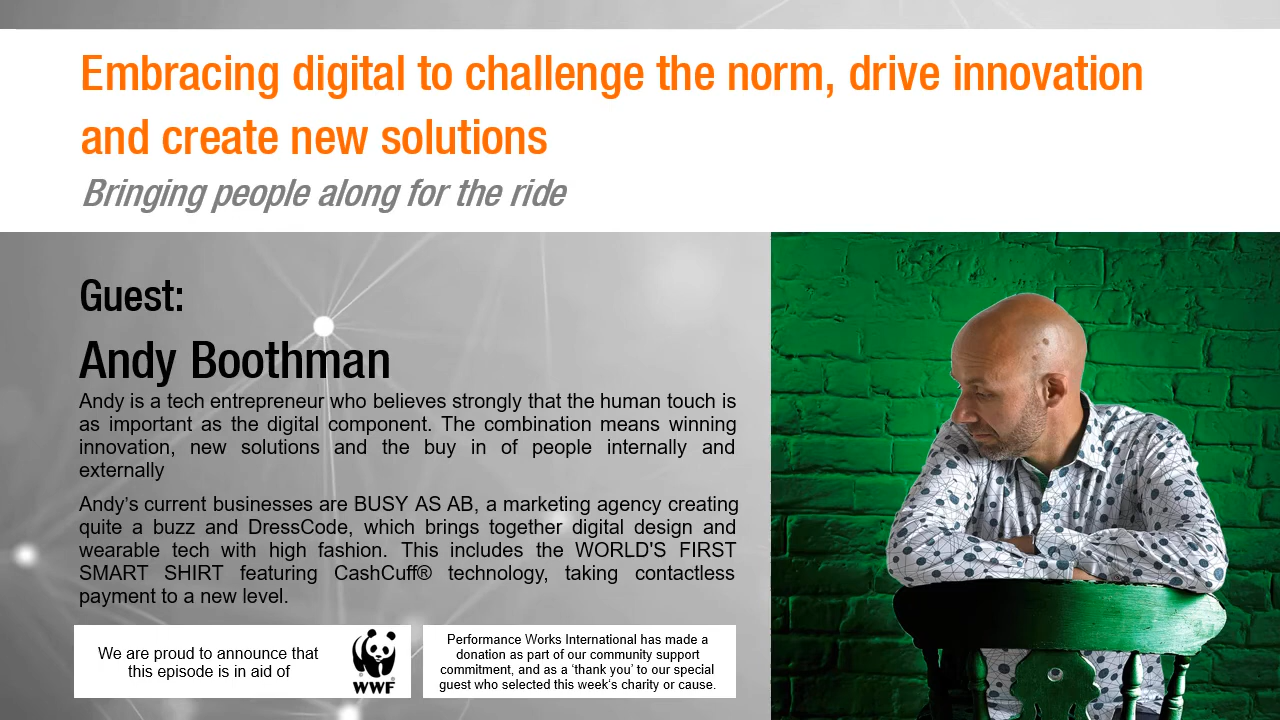 Embracing digital to challenge the norm, drive innovation
and create new solutions
Bringing people along for the ride
Guest:
Andy Boothman
Andy is a tech entrepreneur who believes strongly that the human touch is
as important as the digital component. The combination means winning
innovation, new solutions and the buy in of people internally and
externally
Andy's current businesses are BUSY AS AB, a marketing agency creating
quite a buzz and DressCode, which brings together digital design and
wearable tech with high fashion. This includes the WORLD'S FIRST
SMART SHIRT featuring CashCuff® technology, taking contactless
payment to a new level.
We are proud to announce that
this episode is in aid of
WWF
Performance Works International has made a
donation as part of our community support
commitment, and as a ‘thank you’ to our special
guest who selected this week's charity or cause.